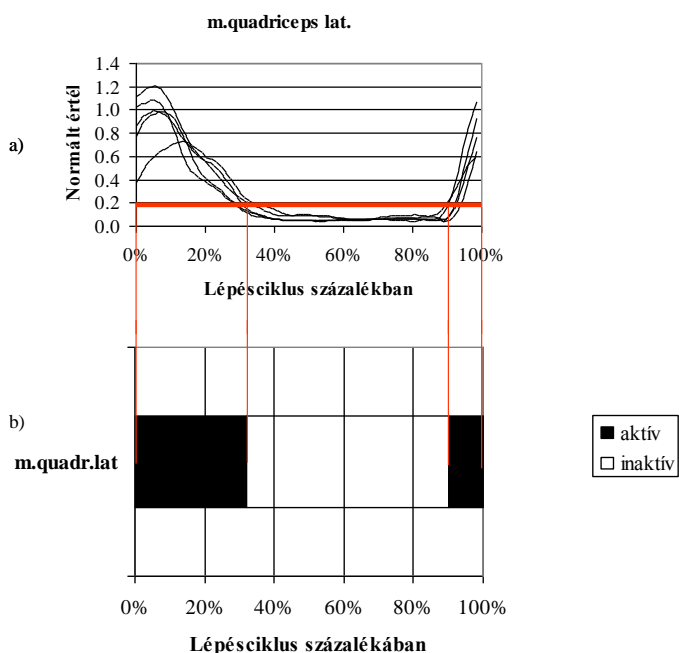 m.quadriceps lat.
a)
Normált értél
1.4
1.2
1.0
0.8
0.6
0.4
0.2
0.0
0% 20% 40% 60% 80% 100%
Lépésciklus százalékban
b)
m.quadr.lat
aktív
inaktív
0% 20% 40% 60% 80% 100%
Lépésciklus százalékában